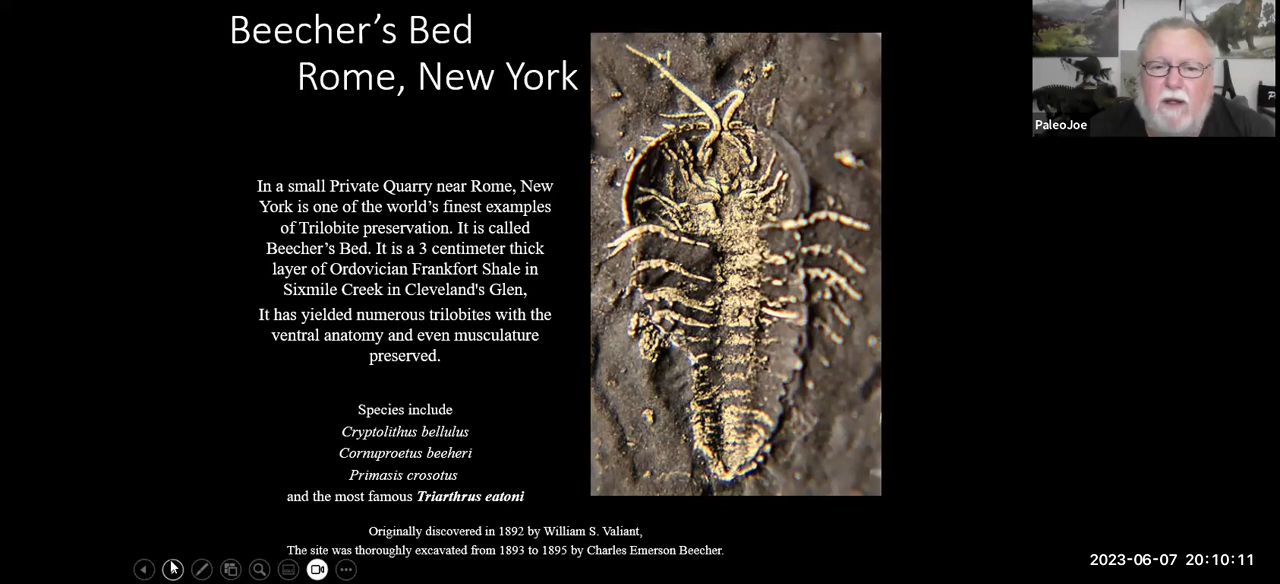 Beecher's Bed
Rome, New York
In a small Private Quarry near Rome, New
York is one of the world's finest examples
of Trilobite preservation. It is called
Beecher's Bed. It is a 3 centimeter thick
layer of Ordovician Frankfort Shale in
Sixmile Creek in Cleveland's Glen,
It has yielded numerous trilobites with the
ventral anatomy and even musculature
preserved.
Species include
Cryptolithus bellulus
Cornuproetus beeheri
Primasis crosotus
and the most famous Triarthrus eatoni
Originally discovered in 1892 by William S. Valiant,
The site was thoroughly excavated from 1893 to 1895 by Charles Emerson Beecher.
PaleoJoe
2023-06-07 20:10:11